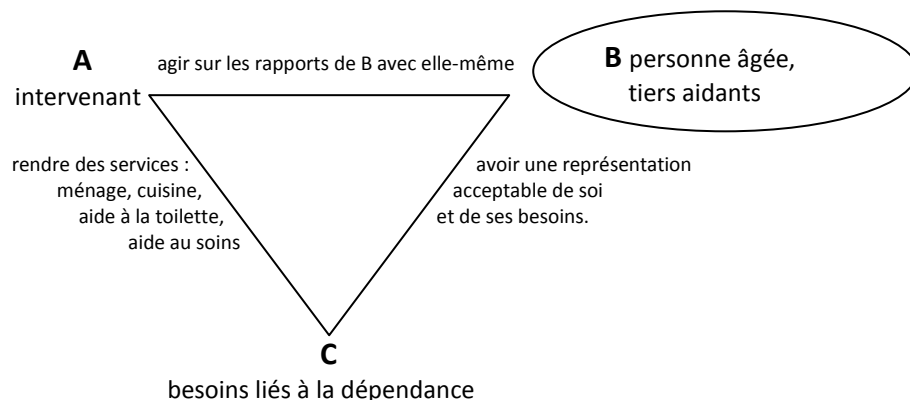 A
intervenant
agir sur les rapports de B avec elle-même
B personne âgée,
tiers aidants
rendre des services :
ménage, cuisine,
aide à la toilette,
aide au soins
avoir une représentation
acceptable de soi
et de ses besoins.
C
besoins liés à la dépendance